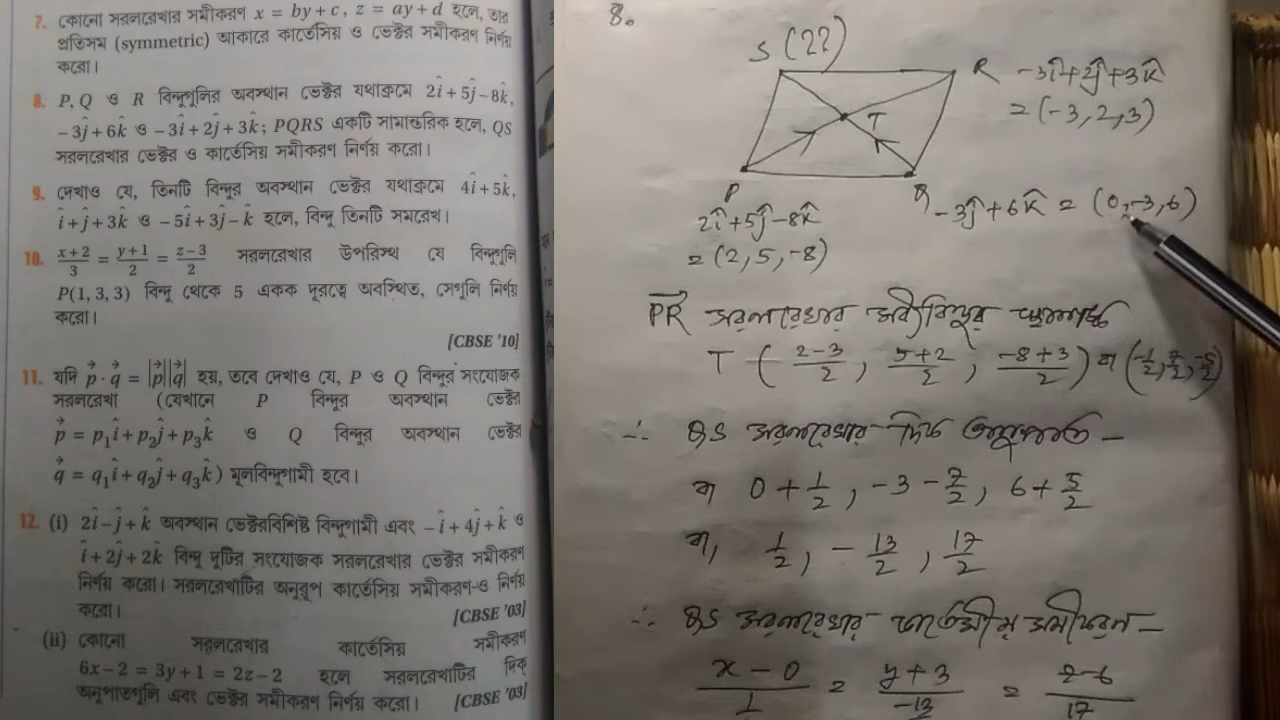 7. কোনো সরলরেখার সমীকরণ x = by + c, z = ay + d হলে, তার
প্রতিসম (symmetric) আকারে কার্তেসিয় ও ভেক্টর সমীকরণ নির্ণয়
করো।
8. P, Q ও R বিন্দুগুলির অবস্থান ভেক্টর যথাক্রমে 2î + 5ĵ − 8k̂,
−3ĵ + 6k̂ ও −3î + 2ĵ + 3k̂; PQRS একটি সামান্তরিক হলে, QS
সরলরেখার ভেক্টর ও কার্তেসিয় সমীকরণ নির্ণয় করো।
9. দেখাও যে, তিনটি বিন্দুর অবস্থান ভেক্টর যথাক্রমে 4î + 5k̂,
î + ĵ + 3k̂ ও −5î + 3ĵ − k̂ হলে, বিন্দু তিনটি সমরেখ।
10. (x+2)/3 = (y+1)/2 = (z−3)/2 সরলরেখার উপরিস্থ যে বিন্দুগুলি
P(1, 3, 3) বিন্দু থেকে 5 একক দূরত্বে অবস্থিত, সেগুলি নির্ণয়
করো।
[CBSE '10]
11. যদি p⃗ · q⃗ = |p⃗||q⃗| হয়, তবে দেখাও যে, P ও Q বিন্দুর সংযোজক
সরলরেখা (যেখানে P বিন্দুর অবস্থান ভেক্টর
p⃗ = p₁î + p₂ĵ + p₃k̂ ও Q বিন্দুর অবস্থান ভেক্টর
q⃗ = q₁î + q₂ĵ + q₃k̂) মূলবিন্দুগামী হবে।
12. (i) 2î − ĵ + k̂ অবস্থান ভেক্টরবিশিষ্ট বিন্দুগামী এবং −î + 4ĵ + k̂ ও
î + 2ĵ + 2k̂ বিন্দু দুটির সংযোজক সরলরেখার ভেক্টর সমীকরণ
নির্ণয় করো। সরলরেখাটির অনুরূপ কার্তেসিয় সমীকরণ-ও নির্ণয়
করো। [CBSE '03]
(ii) কোনো সরলরেখার কার্তেসিয় সমীকরণ
6x − 2 = 3y + 1 = 2z − 2 হলে সরলরেখাটির দিক্
অনুপাতগুলি এবং ভেক্টর সমীকরণ নির্ণয় করো। [CBSE '03]
8.
S (??)
R −3î + 2ĵ + 3k̂
= (−3, 2, 3)
T
P
Q −3ĵ + 6k̂ = (0, −3, 6)
2î + 5ĵ − 8k̂
= (2, 5, −8)
PR⃗ সরলরেখার মধ্যবিন্দুর স্থানাঙ্ক
T ( (2−3)/2, (5+2)/2, (−8+3)/2 ) বা (−1/2, 7/2, −5/2)
∴ QS সরলরেখার দিক অনুপাত −
বা 0 + 1/2, −3 − 7/2, 6 + 5/2
বা, 1/2, −13/2, 17/2
∴ QS সরলরেখার কার্তেসীয় সমীকরণ −
(x − 0)/1 = (y + 3)/−13 = (z−6)/17